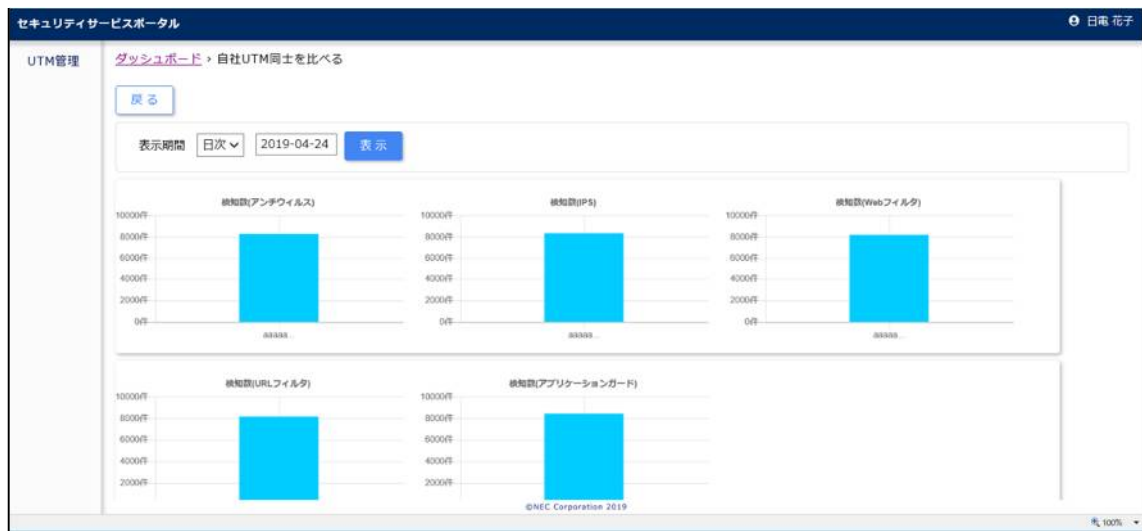 セキュリティサービスポータル
日電 花子
UTM管理
ダッシュボード › 自社UTM同士を比べる
戻る
表示期間 日次 2019-04-24 表示
検知数(アンチウィルス) 検知数(IPS) 検知数(Webフィルタ)
10000件 10000件 10000件
8000件 8000件 8000件
6000件 6000件 6000件
4000件 4000件 4000件
2000件 2000件 2000件
0件 0件 0件
aaaaa... aaaaa... aaaaa...
検知数(URLフィルタ) 検知数(アプリケーションガード)
10000件 10000件
8000件 8000件
6000件 6000件
4000件 4000件
2000件 2000件
©NEC Corporation 2019
100%